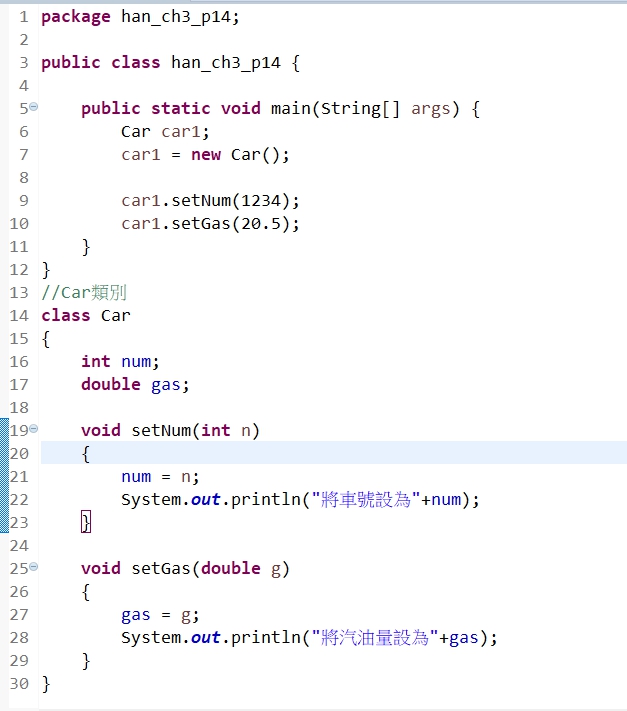 1 package han_ch3_p14;
2
3 public class han_ch3_p14 {
4
5     public static void main(String[] args) {
6         Car car1;
7         car1 = new Car();
8
9         car1.setNum(1234);
10         car1.setGas(20.5);
11     }
12 }
13 //Car類別
14 class Car
15 {
16     int num;
17     double gas;
18
19     void setNum(int n)
20     {
21         num = n;
22         System.out.println("將車號設為"+num);
23     }
24
25     void setGas(double g)
26     {
27         gas = g;
28         System.out.println("將汽油量設為"+gas);
29     }
30 }